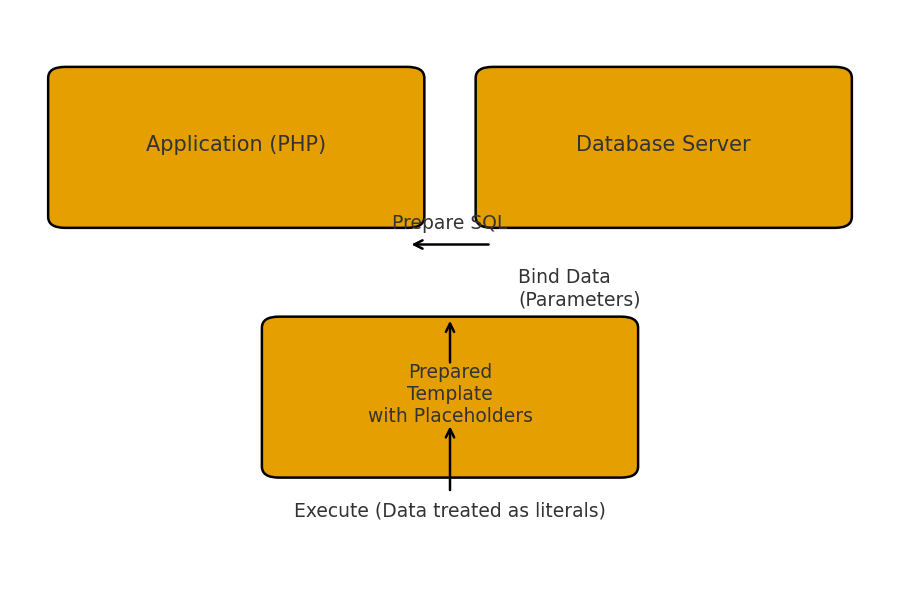 Application (PHP)
Database Server
Prepare SQL
Bind Data
(Parameters)
Prepared
Template
with Placeholders
Execute (Data treated as literals)